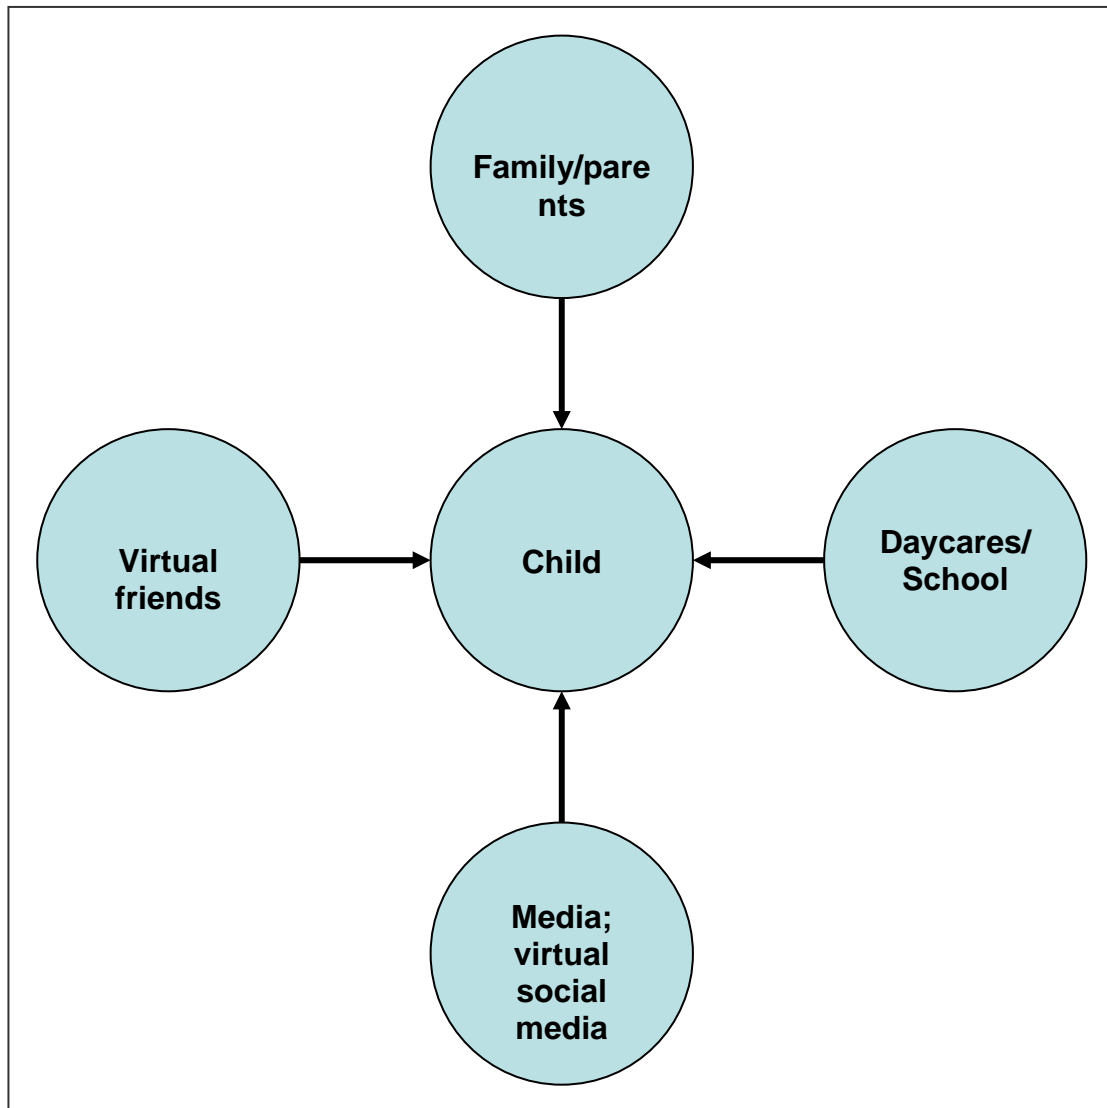 Family/pare
nts
Virtual
friends
Child
Daycares/
School
Media;
virtual
social
media